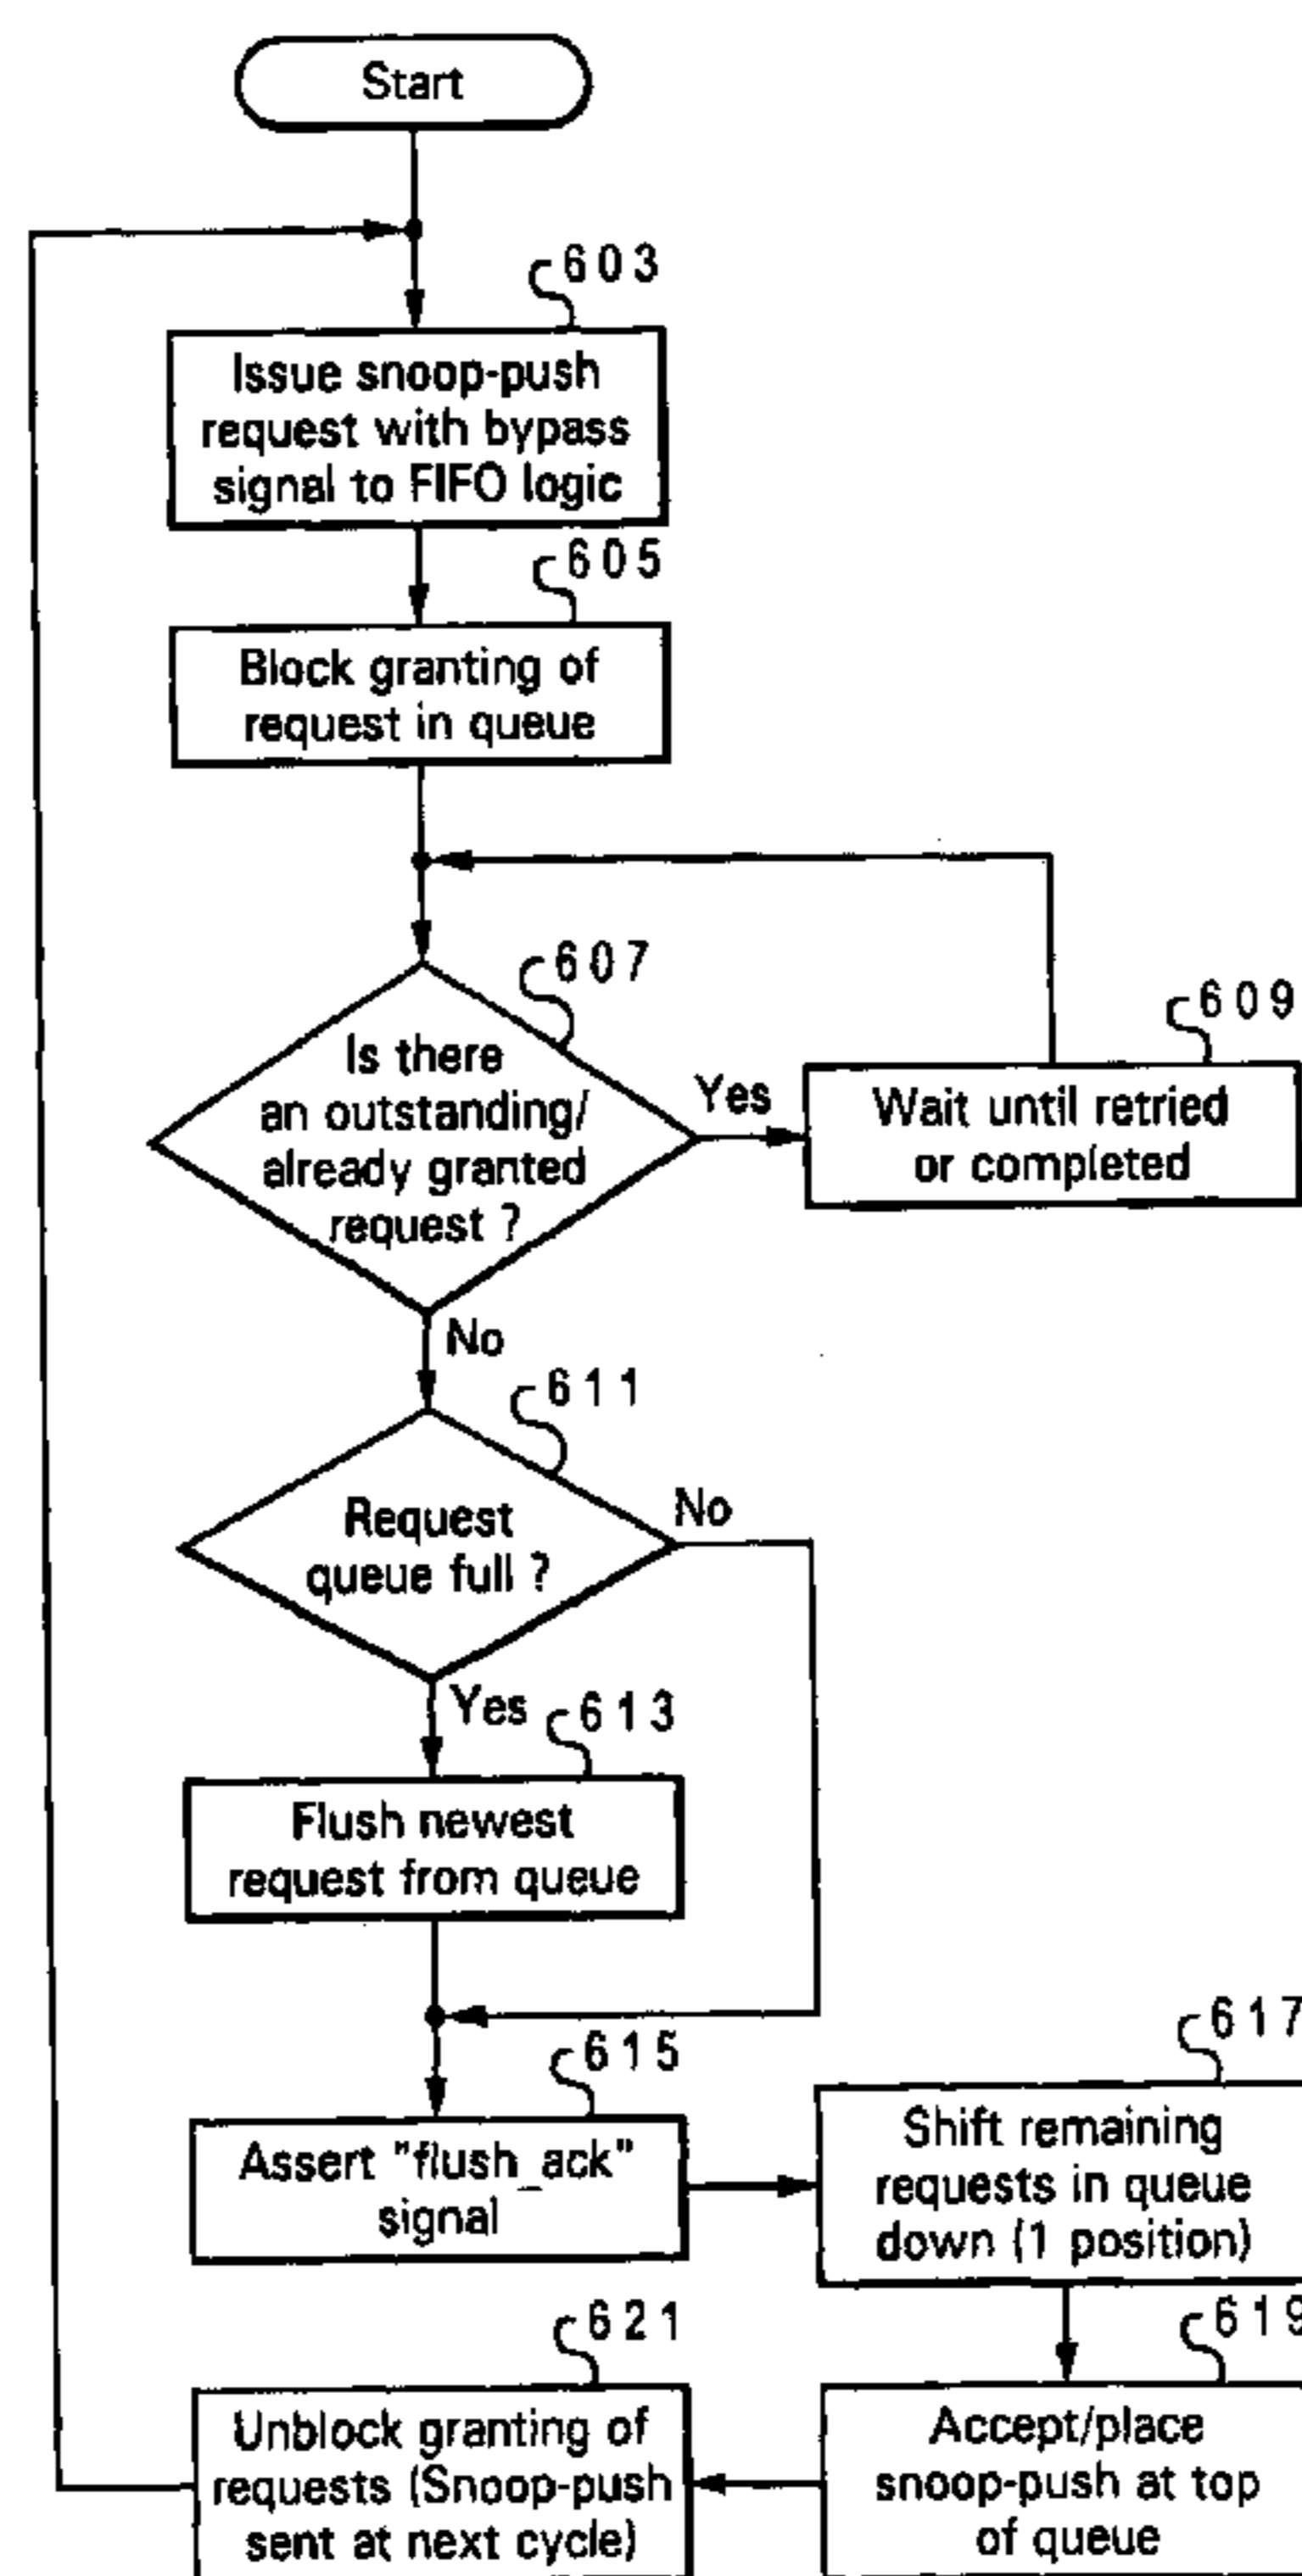 Start
603
Issue snoop-push
request with bypass
signal to FIFO logic
605
Block granting of
request in queue
607
Is there
an outstanding/
already granted
request ?
Yes
609
Wait until retried
or completed
No
611
Request
queue full ?
No
Yes
613
Flush newest
request from queue
615
Assert "flush_ack"
signal
617
Shift remaining
requests in queue
down (1 position)
619
Accept/place
snoop-push at top
of queue
621
Unblock granting of
requests (Snoop-push
sent at next cycle)